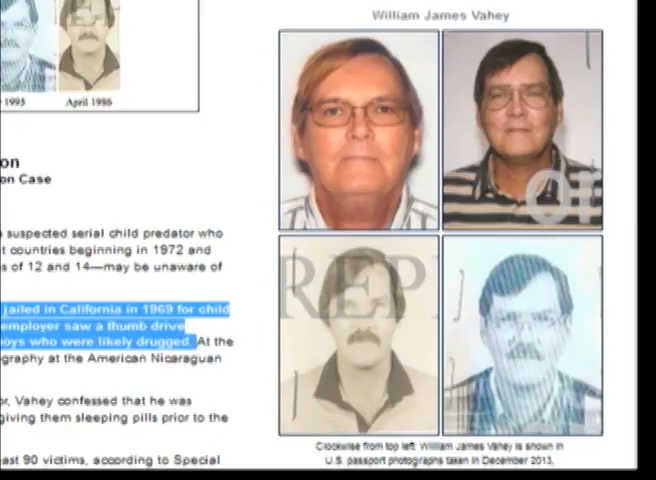 William James Vahey
1995
April 1986
on
on Case
suspected serial child predator who
t countries beginning in 1972 and
s of 12 and 14—may be unaware of
jailed in California in 1969 for child
employer saw a thumb drive
boys who were likely drugged. At the
ography at the American Nicaraguan
or, Vahey confessed that he was
giving them sleeping pills prior to the
ast 90 victims, according to Special
REP
Clockwise from top left: William James Vahey is shown in
U.S. passport photographs taken in December 2013,